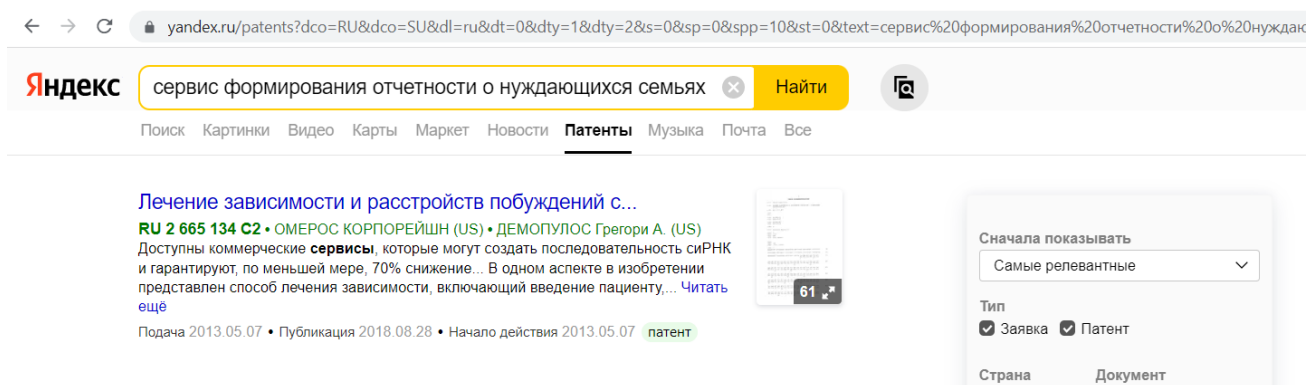 yandex.ru/patents?dco=RU&dco=SU&dl=ru&dt=0&dty=1&dty=2&s=0&sp=0&spp=10&st=0&text=сервис%20формирования%20отчетности%20о%20нуждаю
Яндекс сервис формирования отчетности о нуждающихся семьях Найти
Поиск Картинки Видео Карты Маркет Новости Патенты Музыка Почта Все
Лечение зависимости и расстройств побуждений с...
RU 2 665 134 C2 • ОМЕРОС КОРПОРЕЙШН (US) • ДЕМОПУЛОС Грегори А. (US)
Доступны коммерческие сервисы, которые могут создать последовательность сиРНК
и гарантируют, по меньшей мере, 70% снижение... В одном аспекте в изобретении
представлен способ лечения зависимости, включающий введение пациенту,... Читать
ещё
Подача 2013.05.07 • Публикация 2018.08.28 • Начало действия 2013.05.07 патент
61
Сначала показывать
Самые релевантные
Тип
Заявка Патент
Страна Документ